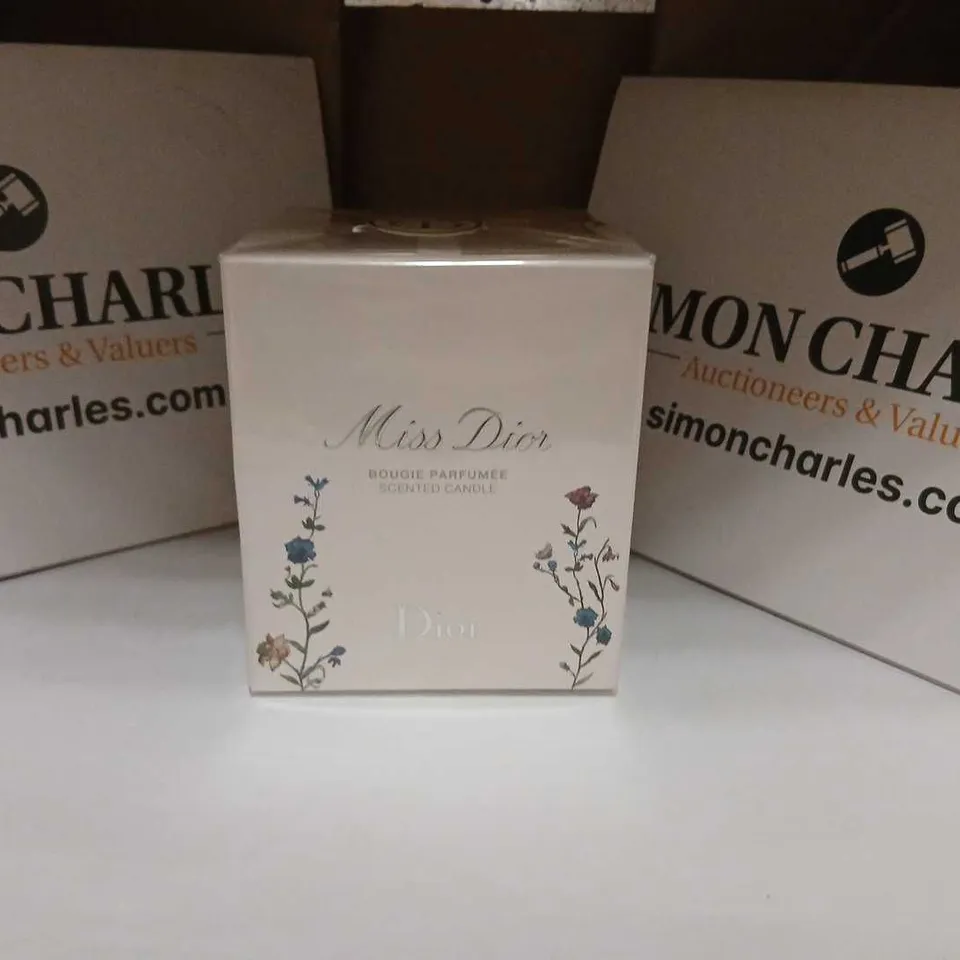 CHARL
ers & Valuers
harles.com
Miss Dior
BOUGIE PARFUMÉE
SCENTED CANDLE
Dior
MON CHA
Auctioneers & Valu
simoncharles.co